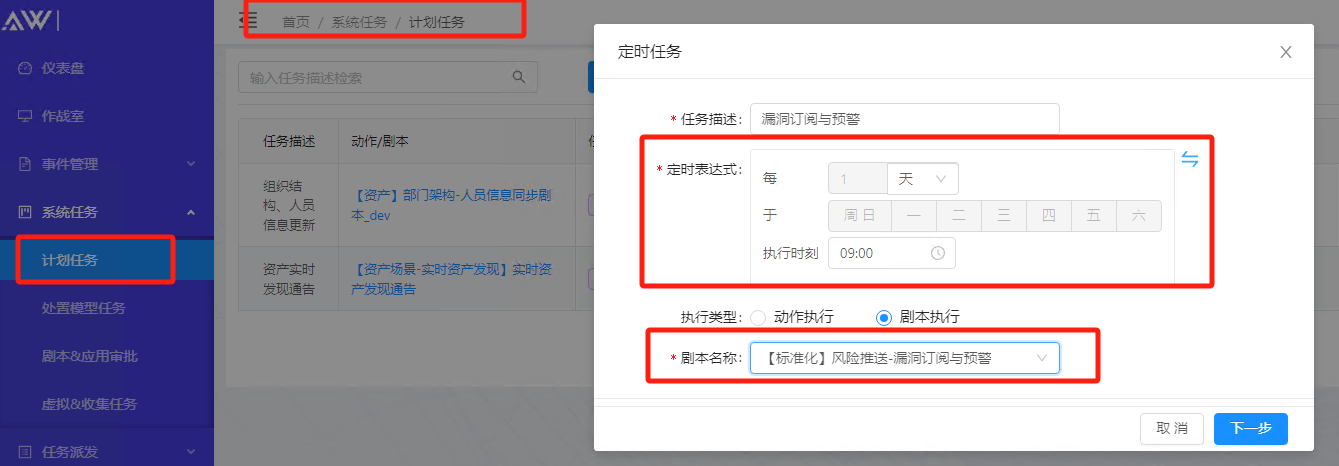 AW
仪表盘
作战室
事件管理
系统任务
计划任务
处置模型任务
剧本&应用审批
虚拟&收集任务
任务派发
首页 / 系统任务 / 计划任务
输入任务描述检索
任务描述 动作/剧本
组织结
构、人员
信息更新
【资产】部门架构-人员信息同步剧
本_dev
资产实时
发现通告
【资产场景-实时资产发现】实时资
产发现通告
定时任务
* 任务描述: 漏洞订阅与预警
* 定时表达式:
每 1 天
于 周日 一 二 三 四 五 六
执行时刻 09:00
执行类型: 动作执行 剧本执行
* 剧本名称: 【标准化】风险推送-漏洞订阅与预警
取 消 下一步